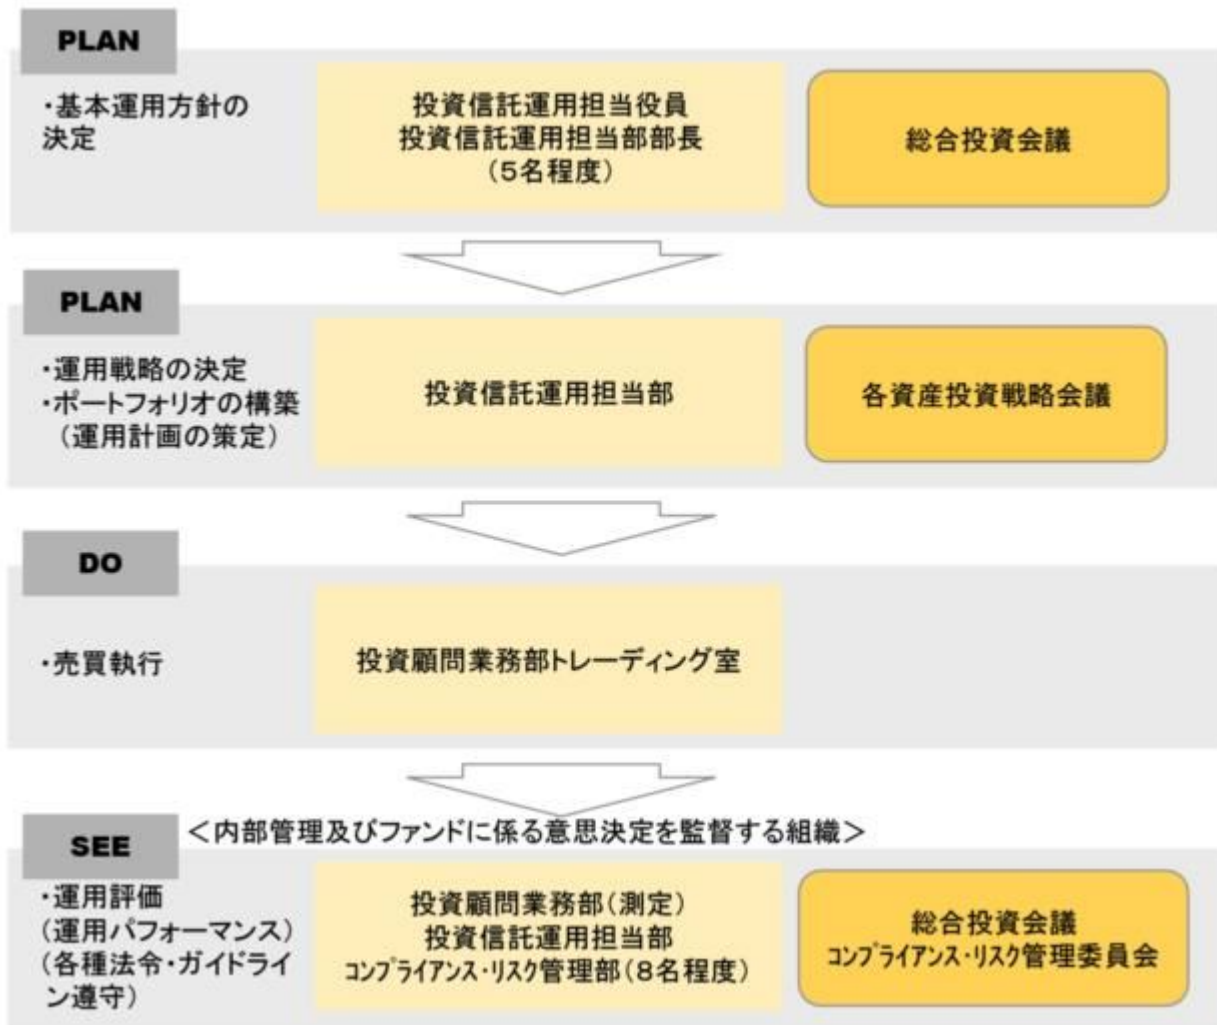 PLAN
・基本運用方針の
決定
投資信託運用担当役員
投資信託運用担当部部長
（５名程度）
総合投資会議
PLAN
・運用戦略の決定
・ポートフォリオの構築
（運用計画の策定）
投資信託運用担当部
各資産投資戦略会議
DO
・売買執行
投資顧問業務部トレーディング室
SEE
＜内部管理及びファンドに係る意思決定を監督する組織＞
・運用評価
（運用パフォーマンス）
（各種法令・ガイドライ
ン遵守）
投資顧問業務部（測定）
投資信託運用担当部
ｺﾝﾌﾟﾗｲｱﾝｽ・ﾘｽｸ管理部（８名程度）
総合投資会議
ｺﾝﾌﾟﾗｲｱﾝｽ・ﾘｽｸ管理委員会